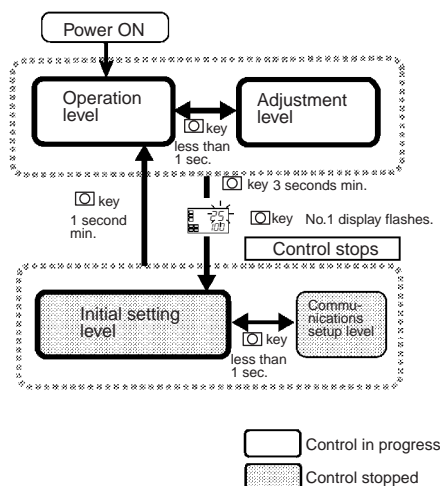 Power ON
Operation
level
Adjustment
level
key
less than
1 sec.
key
1 second
min.
key 3 seconds min.
25
100
key No.1 display flashes.
Control stops
Initial setting
level
key
less than
1 sec.
Commu-
nications
setup level
Control in progress
Control stopped